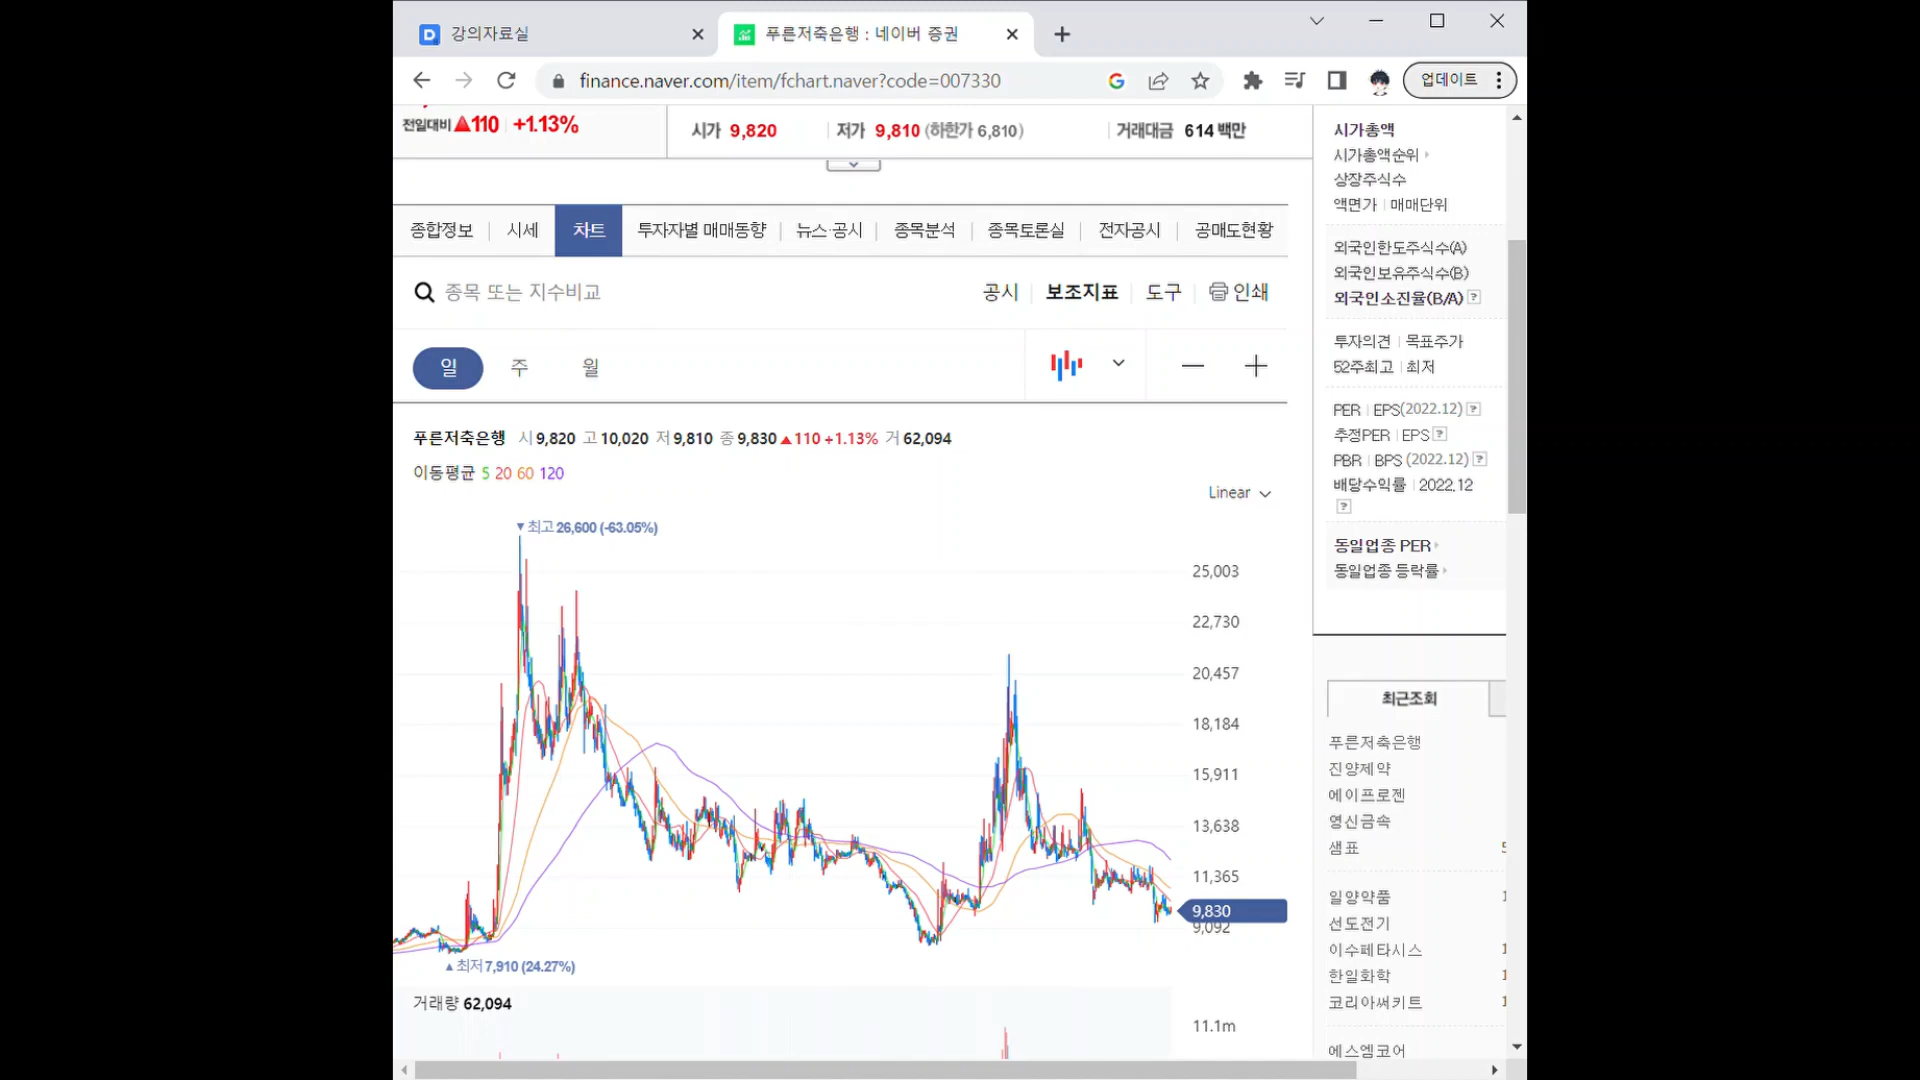 강의자료실
푸른저축은행 : 네이버 증권
finance.naver.com/item/fchart.naver?code=007330
업데이트
전일대비 ▲110 +1.13%
시가 9,820
저가 9,810 (하한가 6,810)
거래대금 614 백만
종합정보
시세
차트
투자자별 매매동향
뉴스·공시
종목분석
종목토론실
전자공시
공매도현황
종목 또는 지수비교
공시
보조지표
도구
인쇄
일
주
월
푸른저축은행 시 9,820 고 10,020 저 9,810 종 9,830 ▲110 +1.13% 거 62,094
이동평균 5 20 60 120
Linear
▼최고 26,600 (-63.05%)
25,003
22,730
20,457
18,184
15,911
13,638
11,365
9,830
9,092
▲최저 7,910 (24.27%)
거래량 62,094
11.1m
시가총액
시가총액순위
상장주식수
액면가 | 매매단위
외국인한도주식수(A)
외국인보유주식수(B)
외국인소진율(B/A) ?
투자의견 | 목표주가
52주최고 | 최저
PER | EPS(2022.12) ?
추정PER | EPS ?
PBR | BPS (2022.12) ?
배당수익률 | 2022.12
?
동일업종 PER
동일업종 등락률
최근조회
푸른저축은행
진양제약
에이프로젠
영신금속
샘표 5
일양약품 1
선도전기
이수페타시스 1
한일화학 1
코리아써키트 1
에스엠코어